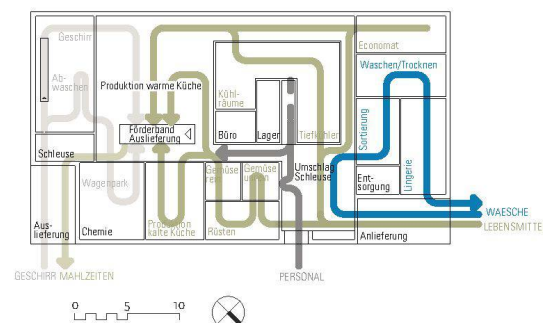 Geschirr
Economat
Ab-
waschen
Produktion warme Küche
Waschen/Trocknen
Kühl-
räume
Förderband
Auslieferung
Büro
Lager
Tiefkühler
Sortierung
Lingerie
Schleuse
Wagenpark
Gemüse
Gemüse
Umschlag
Schleuse
Ent-
sorgung
Aus-
lieferung
Chemie
Produktion
kalte Küche
Rüsten
Anlieferung
WAESCHE
LEBENSMITTE
GESCHIRR MAHLZEITEN
PERSONAL
0 5 10